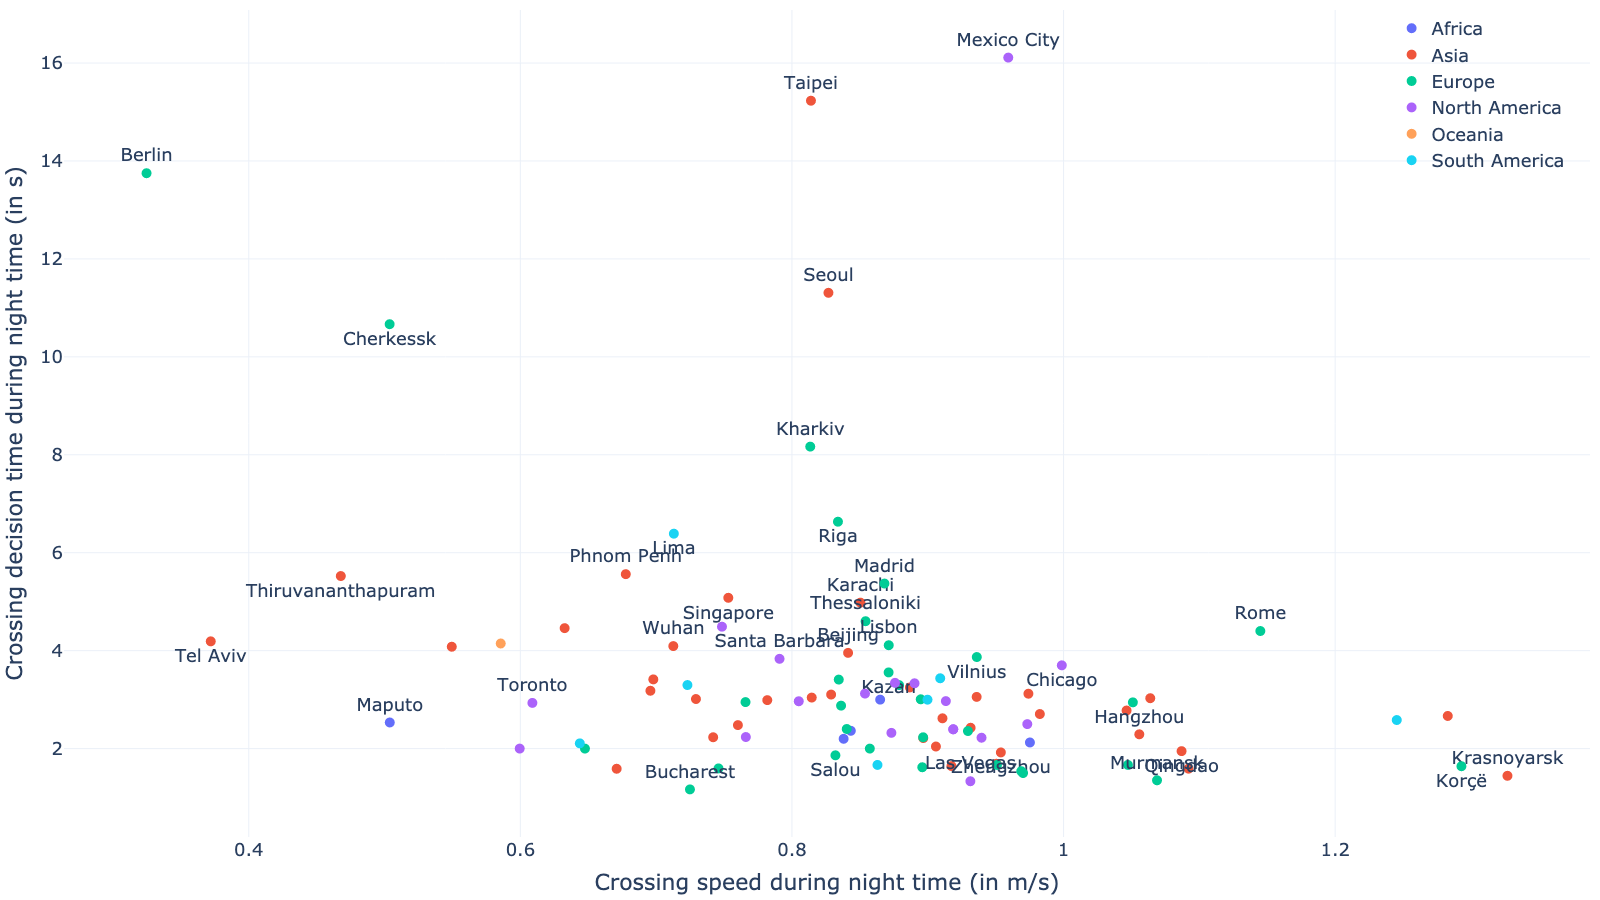 Mexico City
Africa
Asia
Europe
North America
Oceania
South America
16
Taipei
Berlin
14
12
Seoul
Cherkessk
10
Kharkiv
8
Riga
Lima
6
Phnom Penh
Madrid
Karachi
Thiruvananthapuram
Thessaloniki
Singapore
Rome
Wuhan
Lisbon
Beijing
Santa Barbara
4
Tel Aviv
Vilnius
Chicago
Toronto
Kazan
Maputo
Hangzhou
2
Bucharest
Salou
Las Vegas
Zhengzhou
Murmansk
Qingdao
Krasnoyarsk
Korçë
0.4
0.6
0.8
1
1.2
Crossing speed during night time (in m/s)
Crossing decision time during night time (in s)